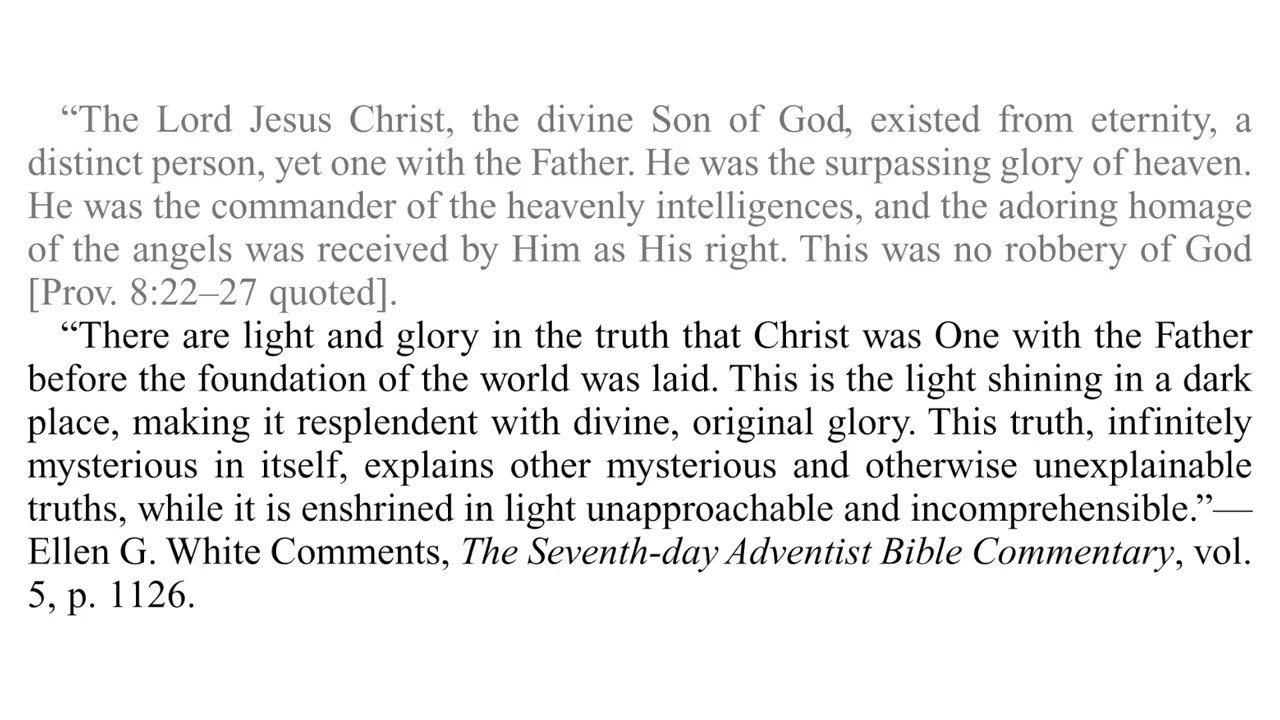 “The Lord Jesus Christ, the divine Son of God, existed from eternity, a
distinct person, yet one with the Father. He was the surpassing glory of heaven.
He was the commander of the heavenly intelligences, and the adoring homage
of the angels was received by Him as His right. This was no robbery of God
[Prov. 8:22–27 quoted].
“There are light and glory in the truth that Christ was One with the Father
before the foundation of the world was laid. This is the light shining in a dark
place, making it resplendent with divine, original glory. This truth, infinitely
mysterious in itself, explains other mysterious and otherwise unexplainable
truths, while it is enshrined in light unapproachable and incomprehensible.”—
Ellen G. White Comments, The Seventh-day Adventist Bible Commentary, vol.
5, p. 1126.